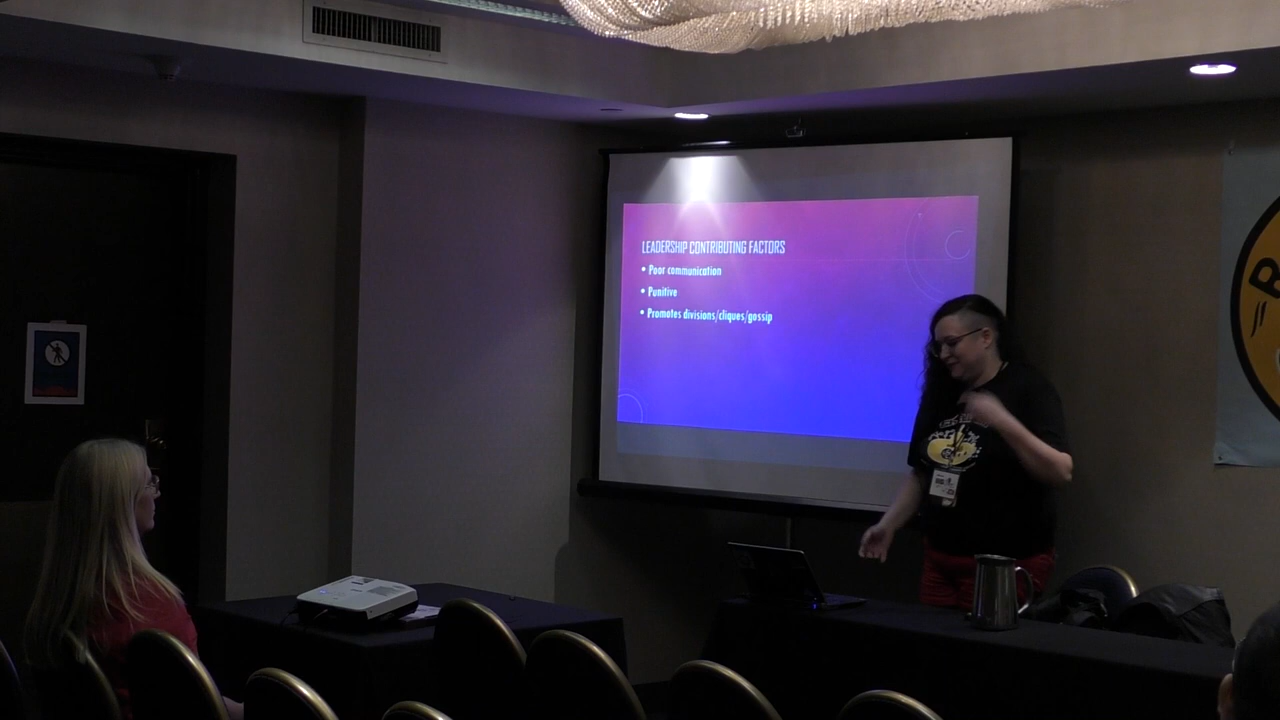 LEADERSHIP CONTRIBUTING FACTORS
• Poor communication
• Punitive
• Promotes divisions/cliques/gossip
B